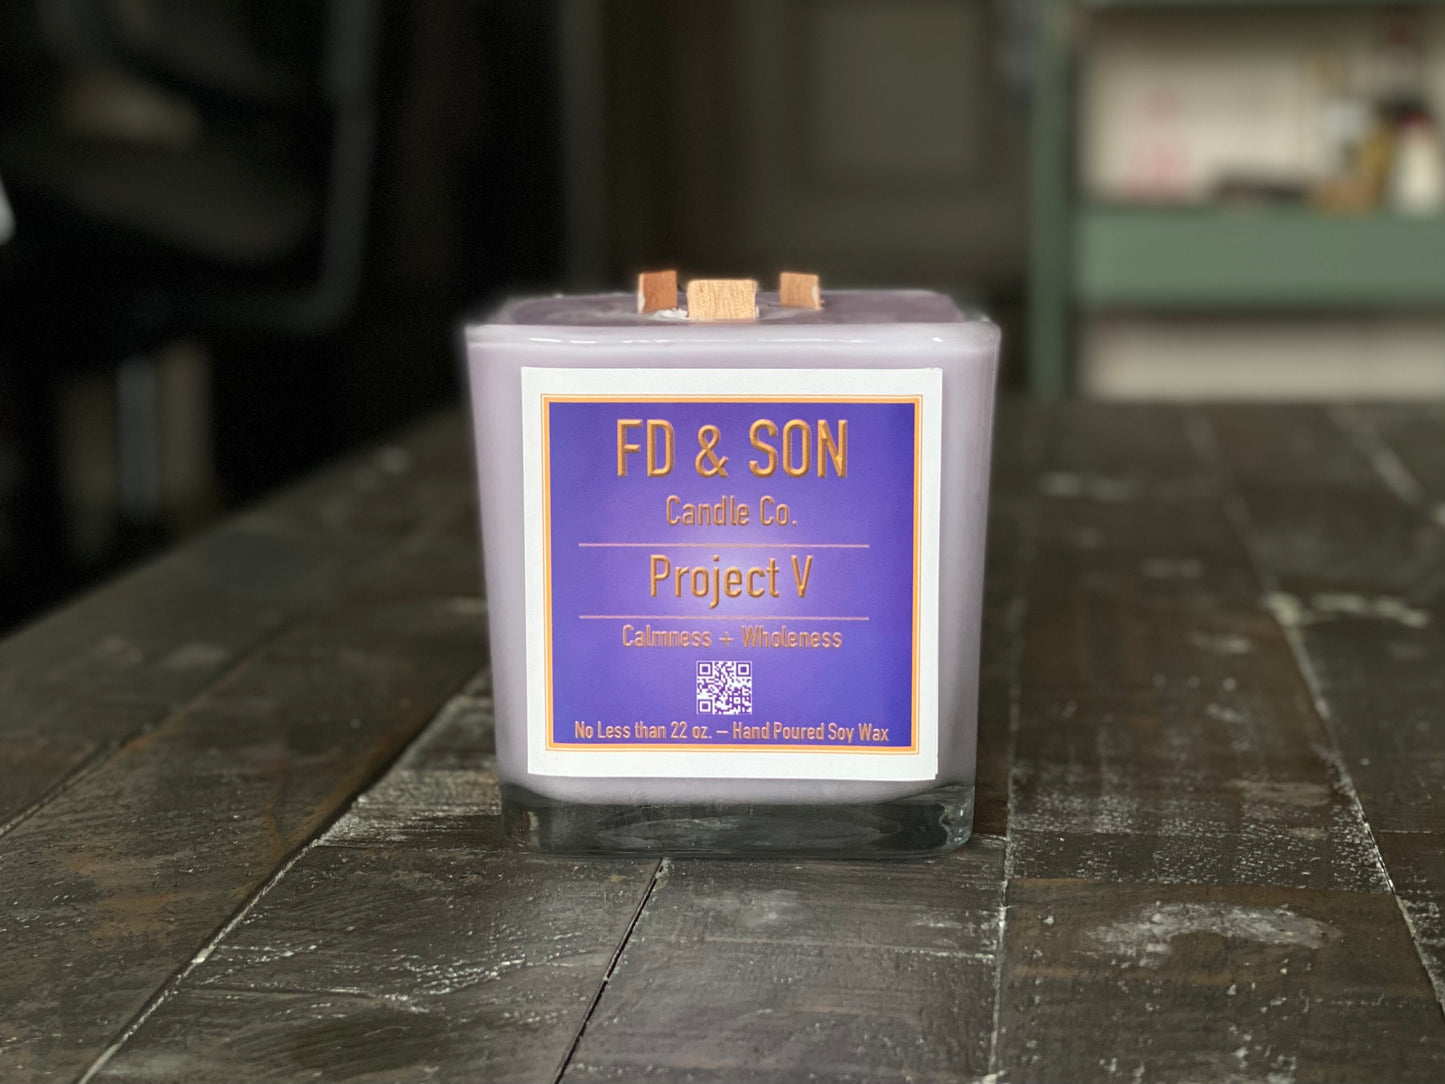 FD & SON
Candle Co.
Project V
Calmness + Wholeness
No Less than 22 oz. – Hand Poured Soy Wax